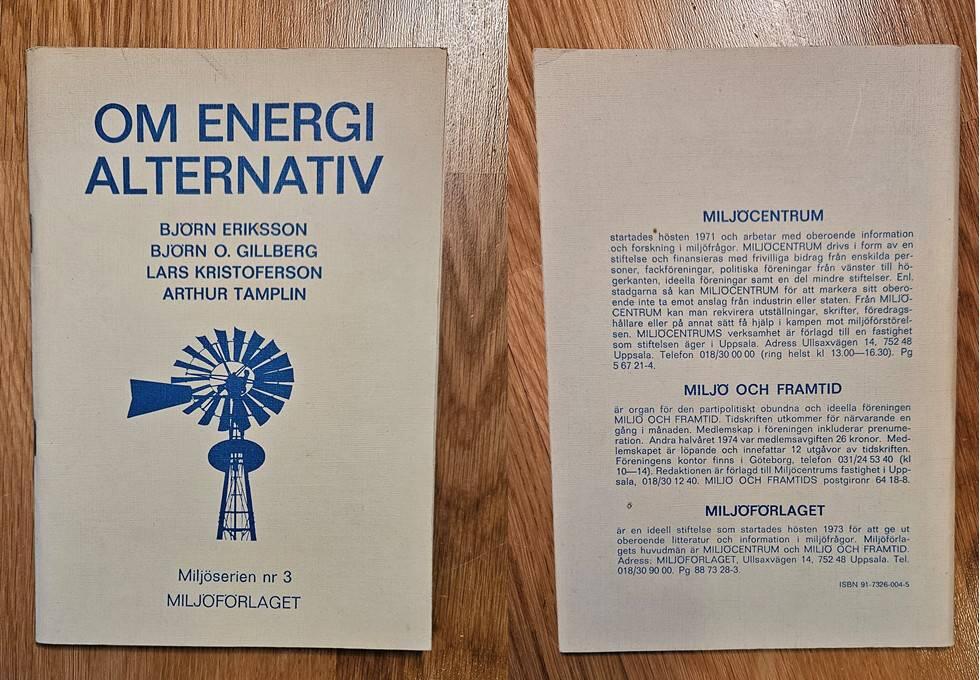 OM ENERGI
ALTERNATIV
BJÖRN ERIKSSON
BJÖRN O. GILLBERG
LARS KRISTOFERSON
ARTHUR TAMPLIN
Miljöserien nr 3
MILJÖFÖRLAGET
MILJÖCENTRUM
startades hösten 1971 och arbetar med oberoende information
och forskning i miljöfrågor. MILJÖCENTRUM drivs i form av en
stiftelse och finansieras med frivilliga bidrag från enskilda per-
soner, fackföreningar, politiska föreningar från vänster till hö-
gerkanten, ideella föreningar samt en del mindre stiftelser. Enl.
stadgarna så kan MILJÖCENTRUM för att markera sitt obero-
ende inte ta emot anslag från industrin eller staten. Från MILJÖ-
CENTRUM kan man rekvirera utställningar, skrifter, föredrags-
hållare eller på annat sätt få hjälp i kampen mot miljöförstörel-
sen. MILJÖCENTRUMS verksamhet är förlagd till en fastighet
som stiftelsen äger i Uppsala. Adress Ullsaxvägen 14, 752 48
Uppsala. Telefon 018/30 00 00 (ring helst kl 13.00—16.30). Pg
5 67 21-4.
MILJÖ OCH FRAMTID
är organ för den partipolitiskt obundna och ideella föreningen
MILJÖ OCH FRAMTID. Tidskriften utkommer för närvarande en
gång i månaden. Medlemskap i föreningen inkluderar prenume-
ration. Andra halvåret 1974 var medlemsavgiften 26 kronor. Med-
lemskapet är löpande och innefattar 12 utgåvor av tidskriften.
Föreningens kontor finns i Göteborg, telefon 031/24 53 40 (kl
10—14). Redaktionen är förlagd till Miljöcentrums fastighet i Upp-
sala, 018/30 12 40. MILJÖ OCH FRAMTIDS postgironr 64 18-8.
MILJÖFÖRLAGET
är en ideell stiftelse som startades hösten 1973 för att ge ut
oberoende litteratur och information i miljöfrågor. Miljöförla-
gets huvudmän är MILJÖCENTRUM och MILJÖ OCH FRAMTID.
Adress: MILJÖFÖRLAGET, Ullsaxvägen 14, 752 48 Uppsala. Tel.
018/30 90 00. Pg 88 73 28-3.
ISBN 91-7326-004-5